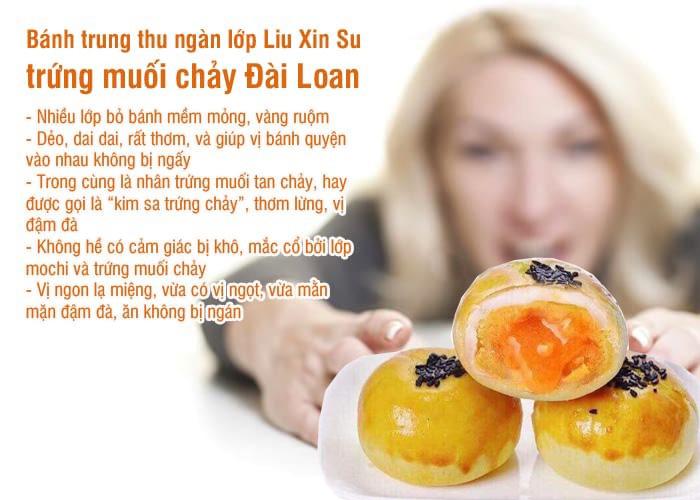 Bánh trung thu ngàn lớp Liu Xin Su
trứng muối chảy Đài Loan
- Nhiều lớp bỏ bánh mềm mỏng, vàng ruộm
- Dẻo, dai dai, rất thơm, và giúp vị bánh quyện
vào nhau không bị ngấy
- Trong cùng là nhân trứng muối tan chảy, hay
được gọi là “kim sa trứng chảy”, thơm lừng, vị
đậm đà
- Không hề có cảm giác bị khô, mắc cổ bởi lớp
mochi và trứng muối chảy
- Vị ngon lạ miệng, vừa có vị ngọt, vừa mằn
mặn đậm đà, ăn không bị ngán